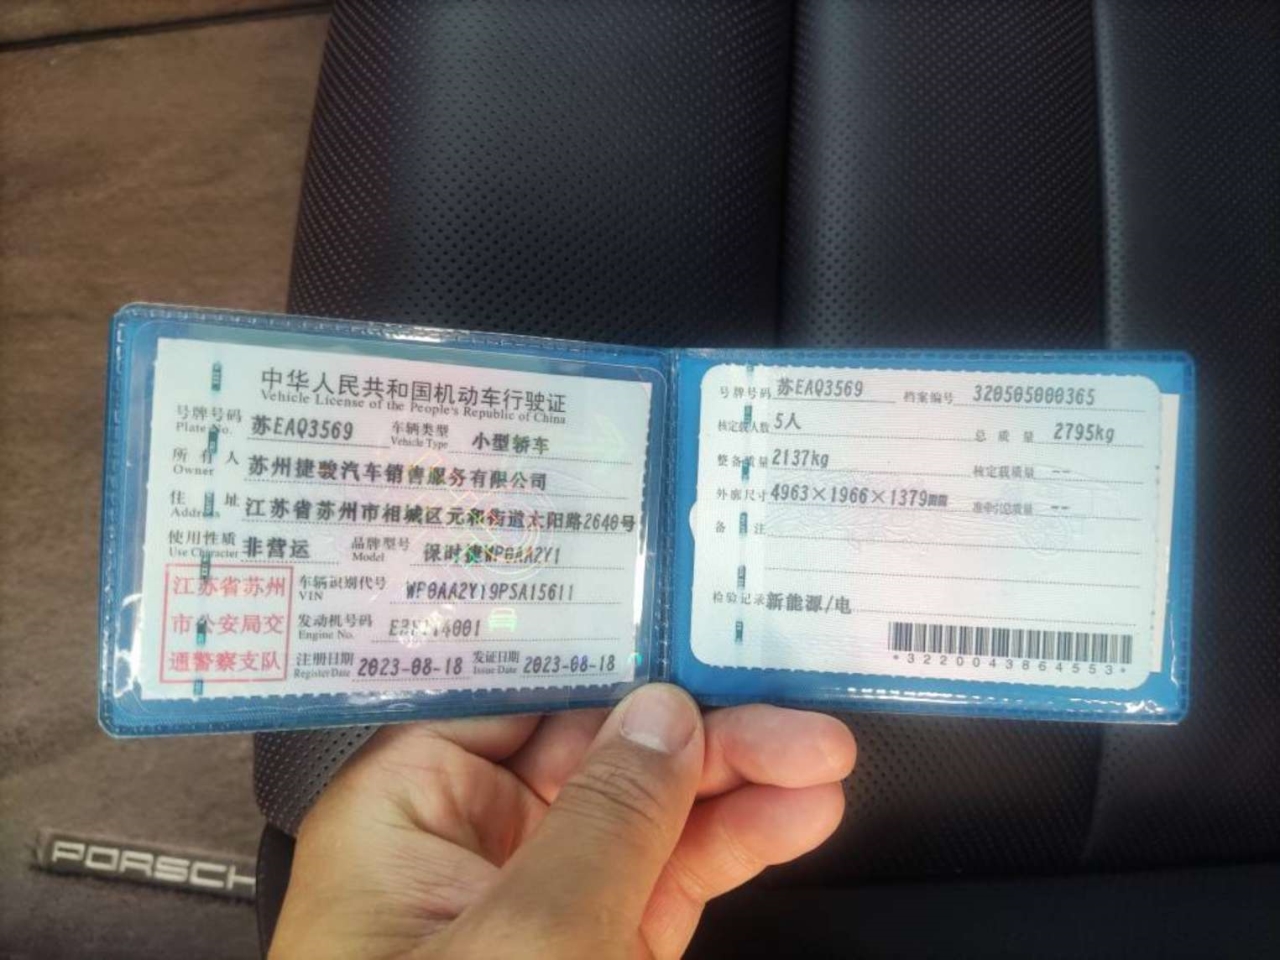 中华人民共和国机动车行驶证
Vehicle License of the People's Republic of China
号牌号码 苏EAQ3569 车辆类型 小型轿车
Plate No. Vehicle Type
所有人 苏州捷骏汽车销售服务有限公司
Owner
住址 江苏省苏州市相城区元和街道太阳路2640号
Address
使用性质 非营运 品牌型号 保时捷WP0AA2Y1
Use Character Model
江苏省苏州
市公安局交
通警察支队
车辆识别代号 WP0AA2Y19PSA15611
VIN
发动机号码
Engine No.
注册日期 2023-08-18 发证日期 2023-08-18
Register Date Issue Date
号牌号码 苏EAQ3569 档案编号 320505000365
核定载人数 5人 总质量 2795kg
整备质量 2137kg 核定载质量 --
外廓尺寸 4963×1966×1379mm 准牵引总质量 --
备注
检验记录 新能源/电
*3220043864553*
PORSCH